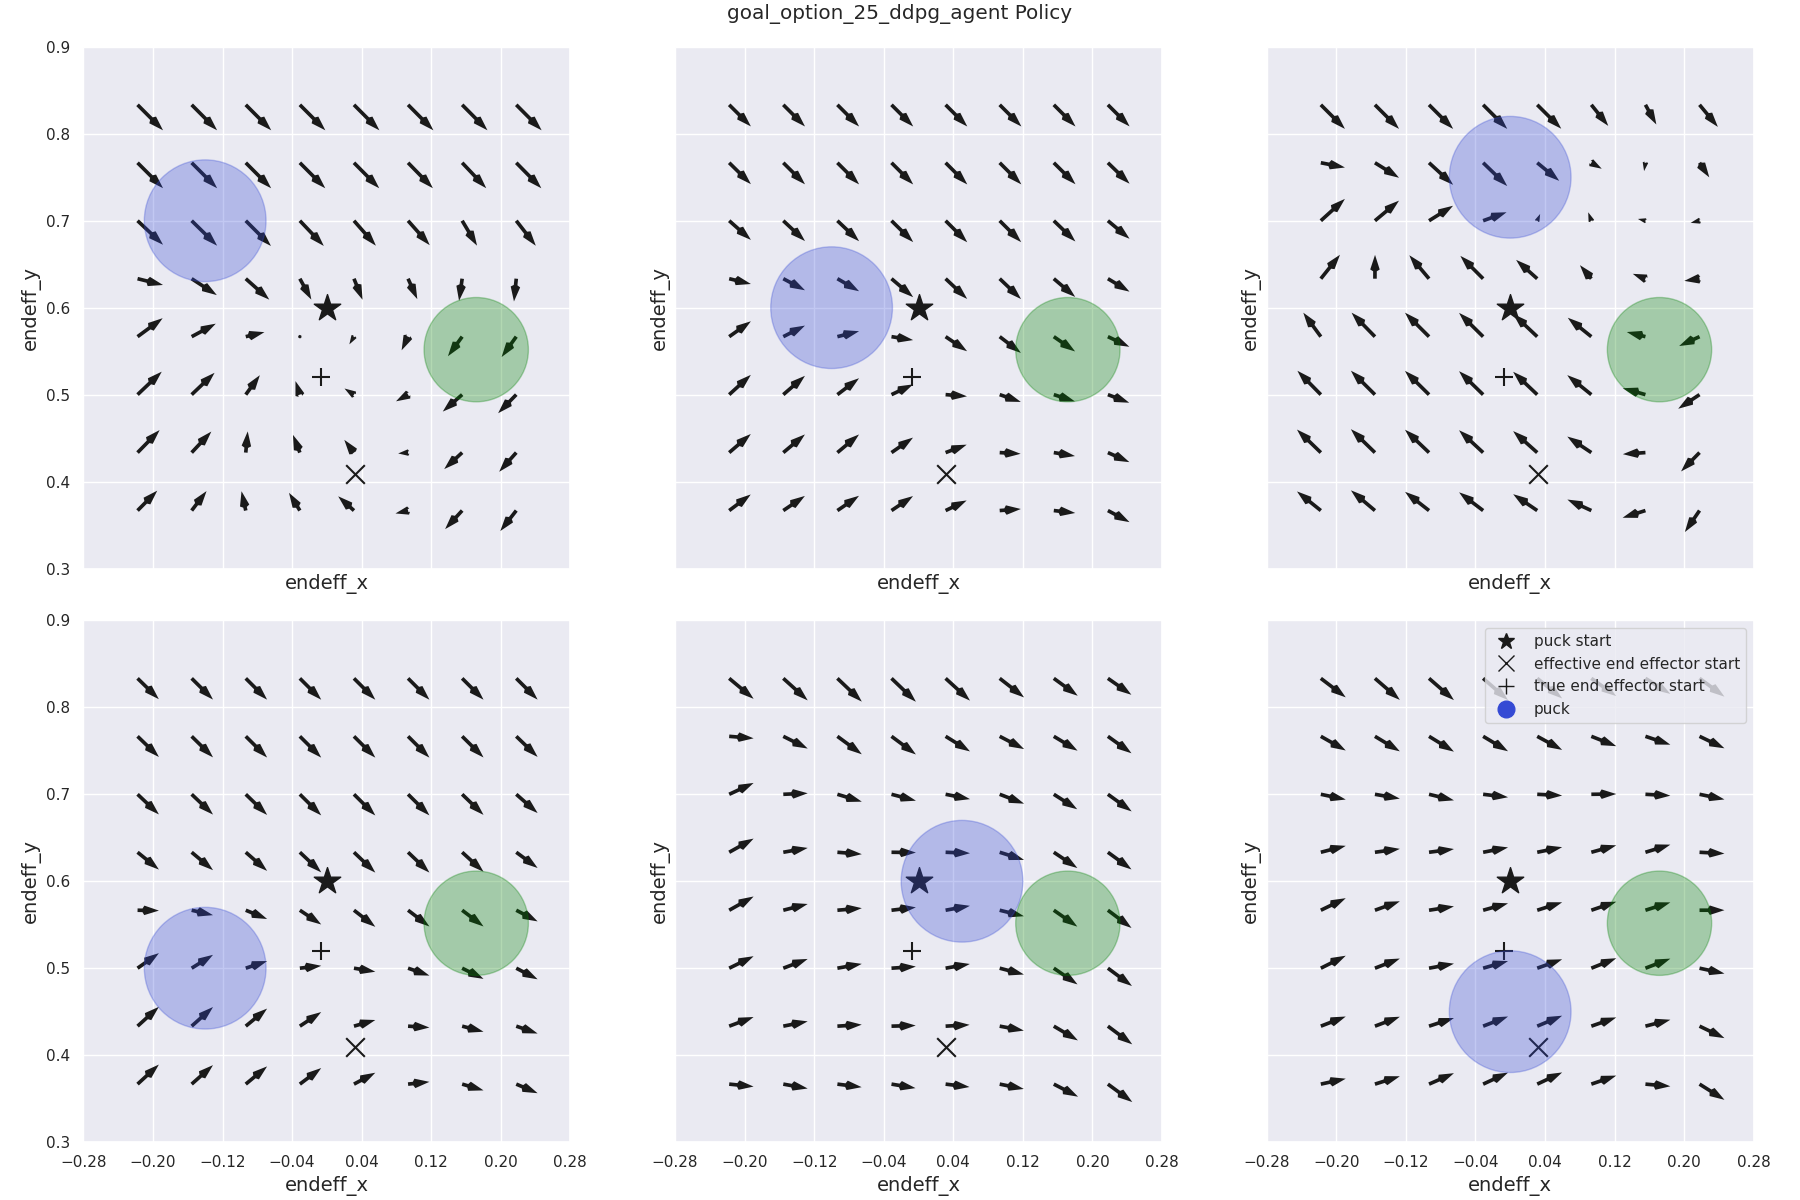 goal_option_25_ddpg_agent Policy
0.9
0.8
0.7
0.6
0.5
0.4
0.3
endeff_y
endeff_x
endeff_y
endeff_x
endeff_y
endeff_x
0.9
0.8
0.7
0.6
0.5
0.4
0.3
endeff_y
−0.28 −0.20 −0.12 −0.04 0.04 0.12 0.20 0.28
endeff_x
endeff_y
−0.28 −0.20 −0.12 −0.04 0.04 0.12 0.20 0.28
endeff_x
puck start
effective end effector start
true end effector start
puck
endeff_y
−0.28 −0.20 −0.12 −0.04 0.04 0.12 0.20 0.28
endeff_x